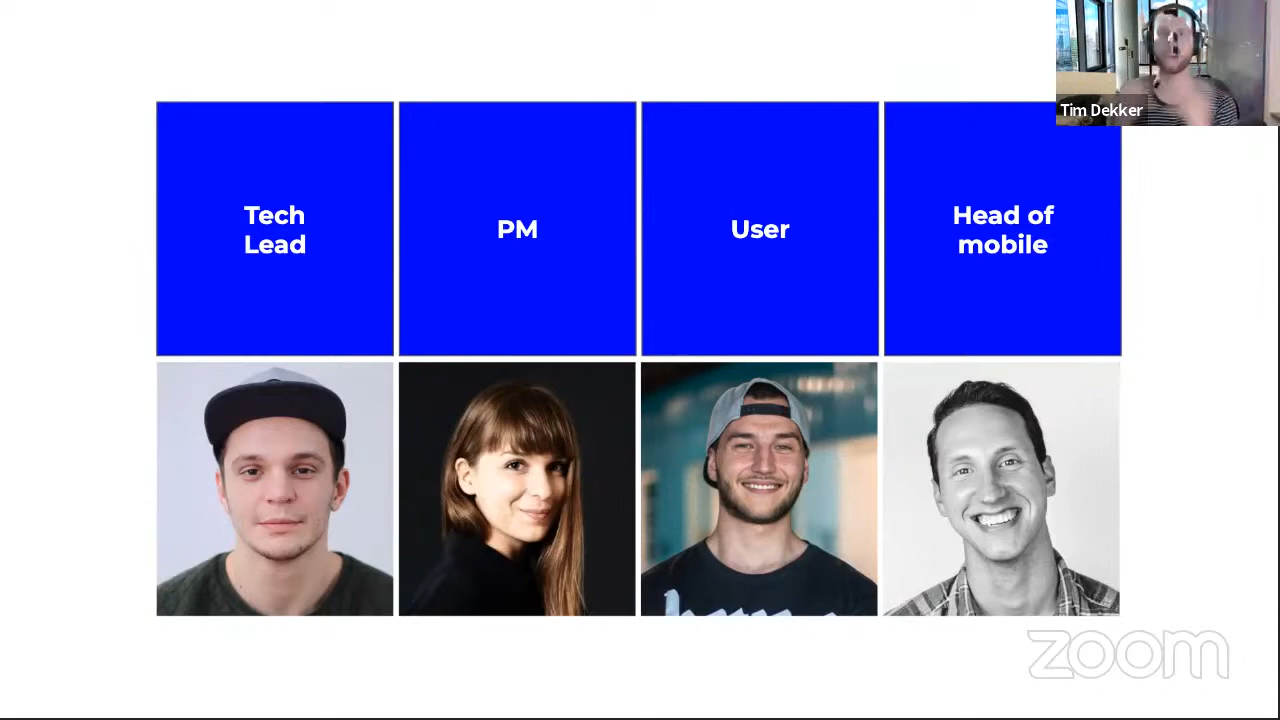 Tim Dekker
Tech
Lead
PM
User
Head of
mobile
zoom